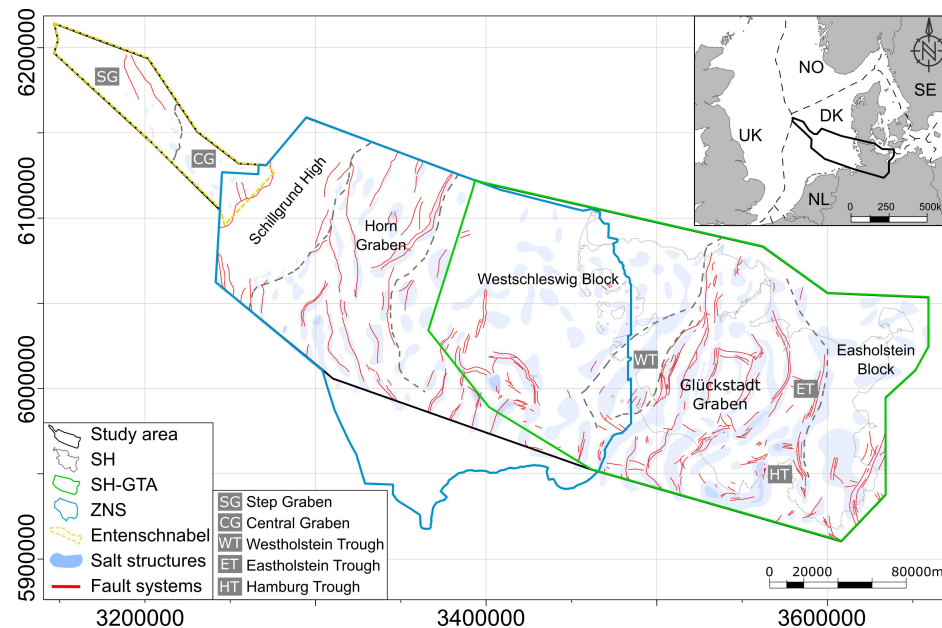 6200000
6100000
6000000
5900000
3200000
3400000
3600000
SG
CG
Schillgrund High
Horn
Graben
Westschleswig Block
WT
Glückstadt
Graben
ET
HT
Easholstein
Block
NO
SE
DK
UK
NL
N
0 250 500k
Study area
SH
SH-GTA
ZNS
Entenschnabel
Salt structures
Fault systems
SG Step Graben
CG Central Graben
WT Westholstein Trough
ET Eastholstein Trough
HT Hamburg Trough
0 20000 80000m